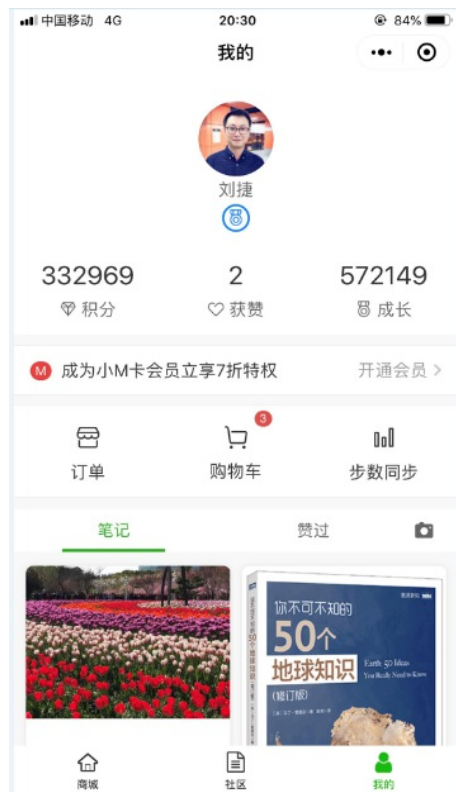 中国移动 4G 20:30 84%
我的
刘捷
332969 2 572149
积分 获赞 成长
M 成为小M卡会员立享7折特权 开通会员 >
3
订单 购物车 步数同步
笔记 赞过
你不可不知的
50个
地球知识
Earth 50 Ideas
You Really Need to Know
(修订版)
商城 社区 我的